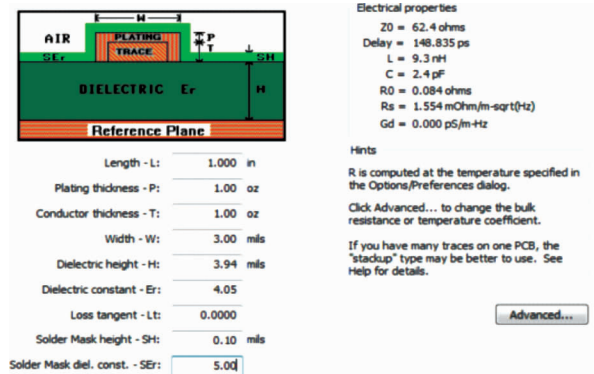 W
AIR
PLATING
P
TRACE
T
SEr
SH
DIELECTRIC Er
H
Reference Plane
Length - L: 1.000 in
Plating thickness - P: 1.00 oz
Conductor thickness - T: 1.00 oz
Width - W: 3.00 mils
Dielectric height - H: 3.94 mils
Dielectric constant - Er: 4.05
Loss tangent - Lt: 0.0000
Solder Mask height - SH: 0.10 mils
Solder Mask diel. const. - SEr: 5.00
Electrical properties
Z0 = 62.4 ohms
Delay = 148.835 ps
L = 9.3 nH
C = 2.4 pF
R0 = 0.084 ohms
Rs = 1.554 mOhm/m-sqrt(Hz)
Gd = 0.000 pS/m-Hz
Hints
R is computed at the temperature specified in
the Options/Preferences dialog.
Click Advanced... to change the bulk
resistance or temperature coefficient.
If you have many traces on one PCB, the
"stackup" type may be better to use. See
Help for details.
Advanced...